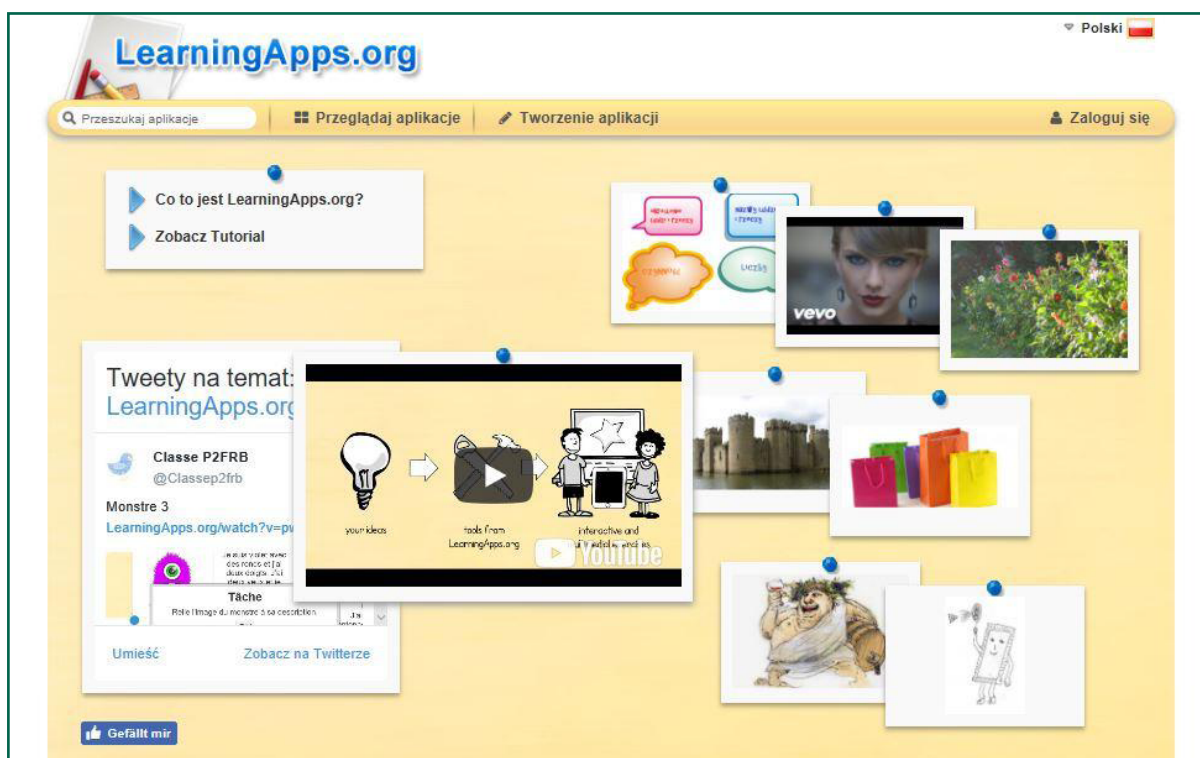 Polski
LearningApps.org
Przeszukaj aplikacje
Przeglądaj aplikacje
Tworzenie aplikacji
Zaloguj się
Co to jest LearningApps.org?
Zobacz Tutorial
vevo
Tweety na temat:
LearningApps.org
Classe P2FRB
@Classep2frb
Monstre 3
LearningApps.org/watch?v=
Tâche
Relie l'image du monstre à sa description
Umieść
Zobacz na Twitterze
your ideas
tools from
LearningApps.org
interactive and
YouTube
Gefällt mir